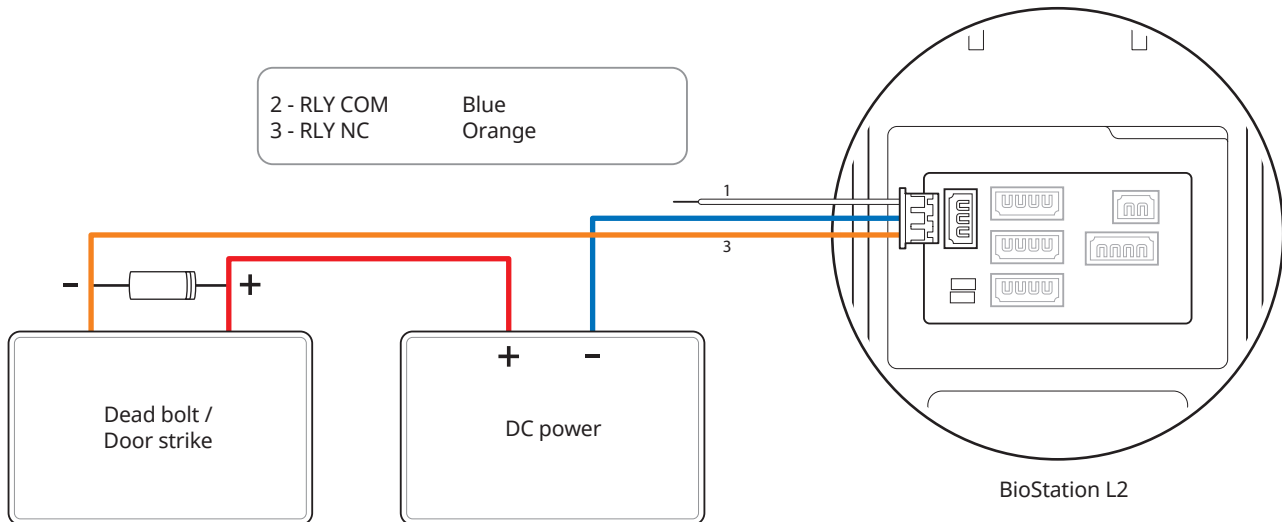 2 - RLY COM Blue
3 - RLY NC Orange
1
3
- +
+ -
Dead bolt /
Door strike
DC power
BioStation L2